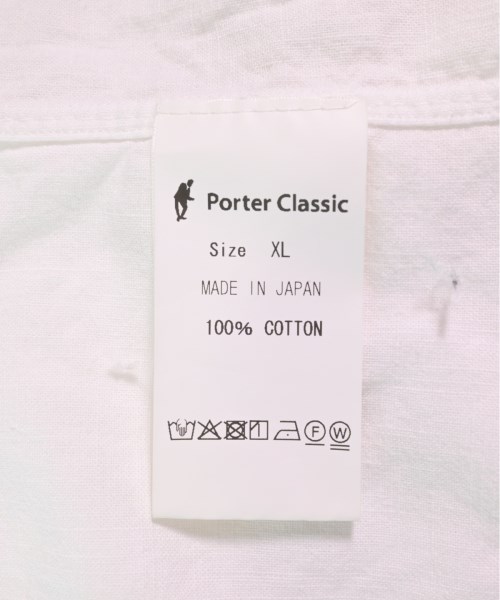 Porter Classic
Size XL
MADE IN JAPAN
100% COTTON
F W